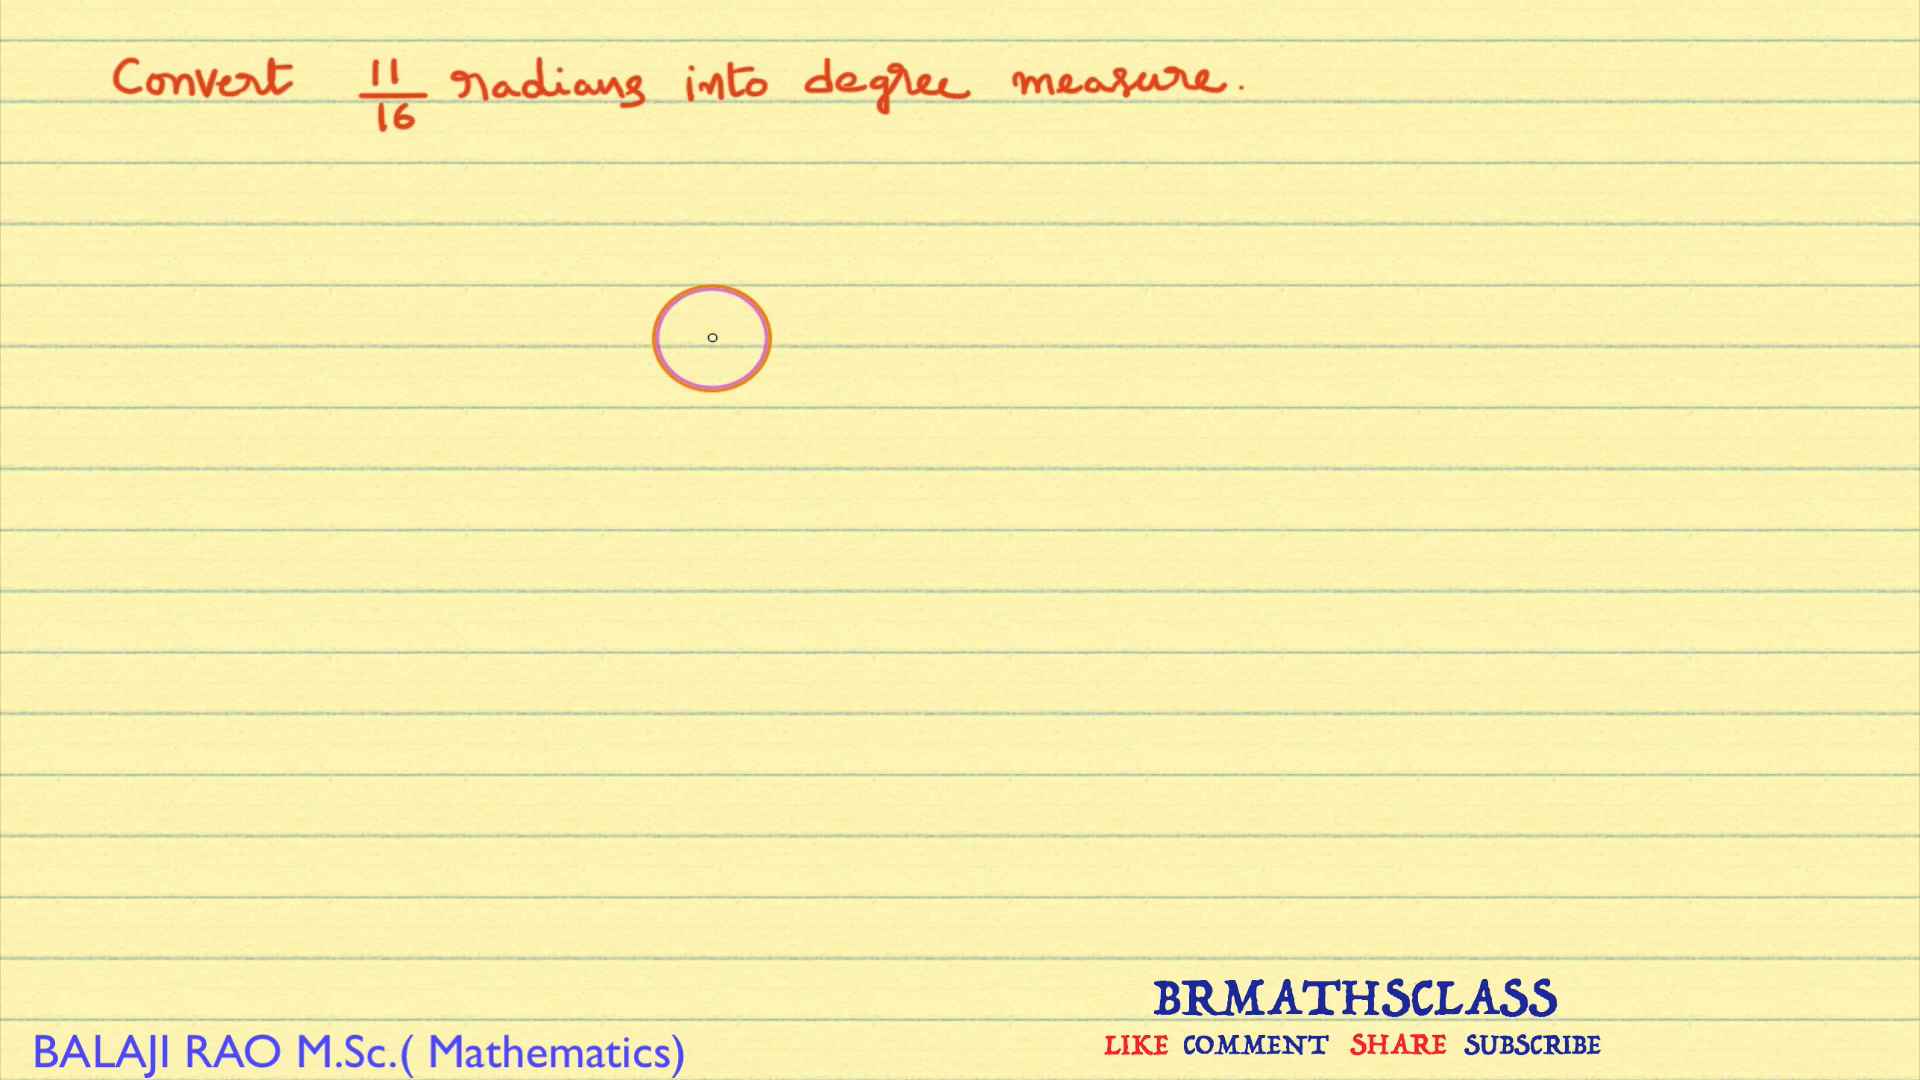 Convert 11/16 radians into degree measure.
BRMATHSCLASS
LIKE COMMENT SHARE SUBSCRIBE
BALAJI RAO M.Sc.( Mathematics)